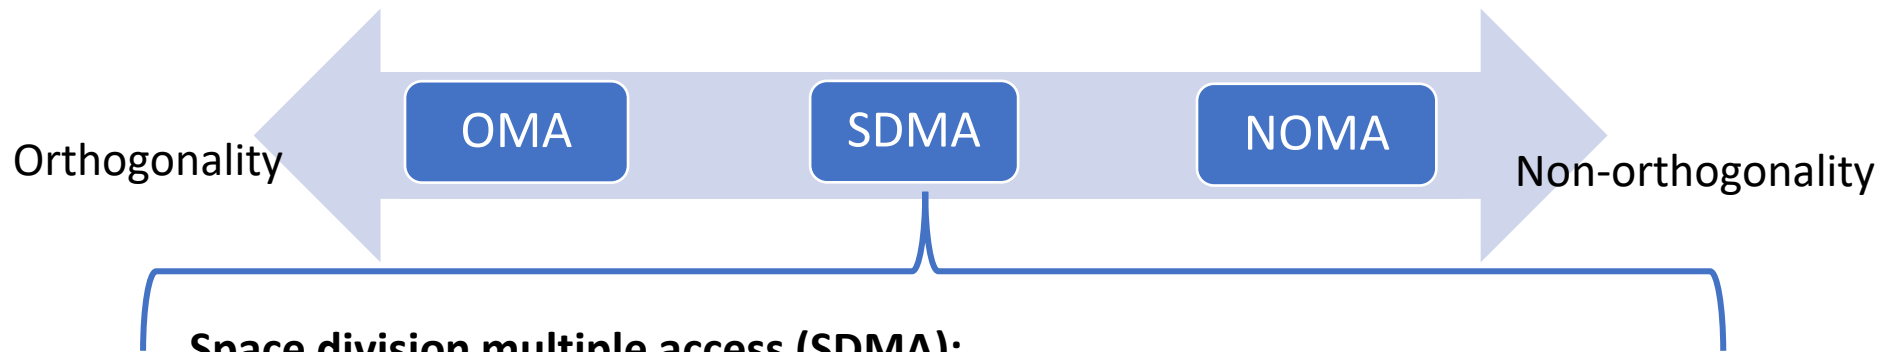 OMA
SDMA
NOMA
Orthogonality
Non-orthogonality
Space division multiple access (SDMA):